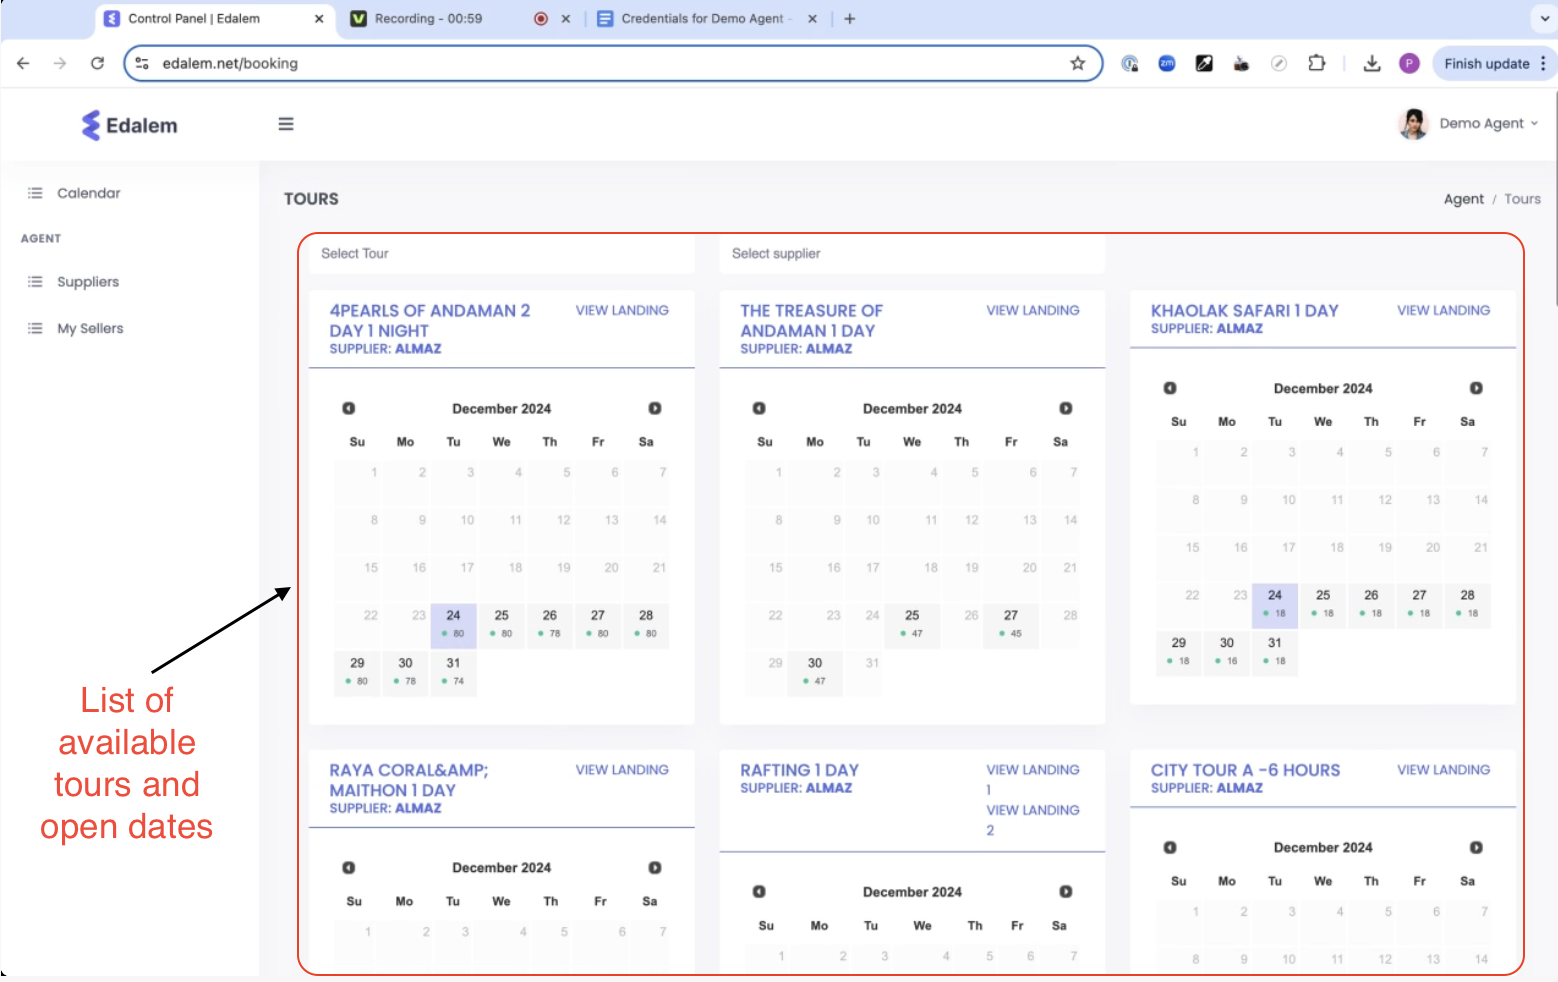 Control Panel | Edalem
Recording - 00:59
Credentials for Demo Agent -
edalem.net/booking
zm
P
Finish update
Edalem
Demo Agent
Calendar
AGENT
Suppliers
My Sellers
TOURS
Agent / Tours
Select Tour
Select supplier
4PEARLS OF ANDAMAN 2
DAY 1 NIGHT
SUPPLIER: ALMAZ
VIEW LANDING
December 2024
Su Mo Tu We Th Fr Sa
1 2 3 4 5 6 7
8 9 10 11 12 13 14
15 16 17 18 19 20 21
22 23 24 25 26 27 28
80 80 78 80 80
29 30 31
80 78 74
THE TREASURE OF
ANDAMAN 1 DAY
SUPPLIER: ALMAZ
VIEW LANDING
December 2024
Su Mo Tu We Th Fr Sa
1 2 3 4 5 6 7
8 9 10 11 12 13 14
15 16 17 18 19 20 21
22 23 24 25 26 27 28
47 45
29 30 31
47
KHAOLAK SAFARI 1 DAY
SUPPLIER: ALMAZ
VIEW LANDING
December 2024
Su Mo Tu We Th Fr Sa
1 2 3 4 5 6 7
8 9 10 11 12 13 14
15 16 17 18 19 20 21
22 23 24 25 26 27 28
18 18 18 18 18
29 30 31
18 16 18
RAYA CORAL&AMP;
MAITHON 1 DAY
SUPPLIER: ALMAZ
VIEW LANDING
December 2024
Su Mo Tu We Th Fr Sa
1 2 3 4 5 6 7
RAFTING 1 DAY
SUPPLIER: ALMAZ
VIEW LANDING
1
VIEW LANDING
2
December 2024
Su Mo Tu We Th Fr Sa
1 2 3 4 5 6 7
CITY TOUR A -6 HOURS
SUPPLIER: ALMAZ
VIEW LANDING
December 2024
Su Mo Tu We Th Fr Sa
1 2 3 4 5 6 7
8 9 10 11 12 13 14
List of
available
tours and
open dates